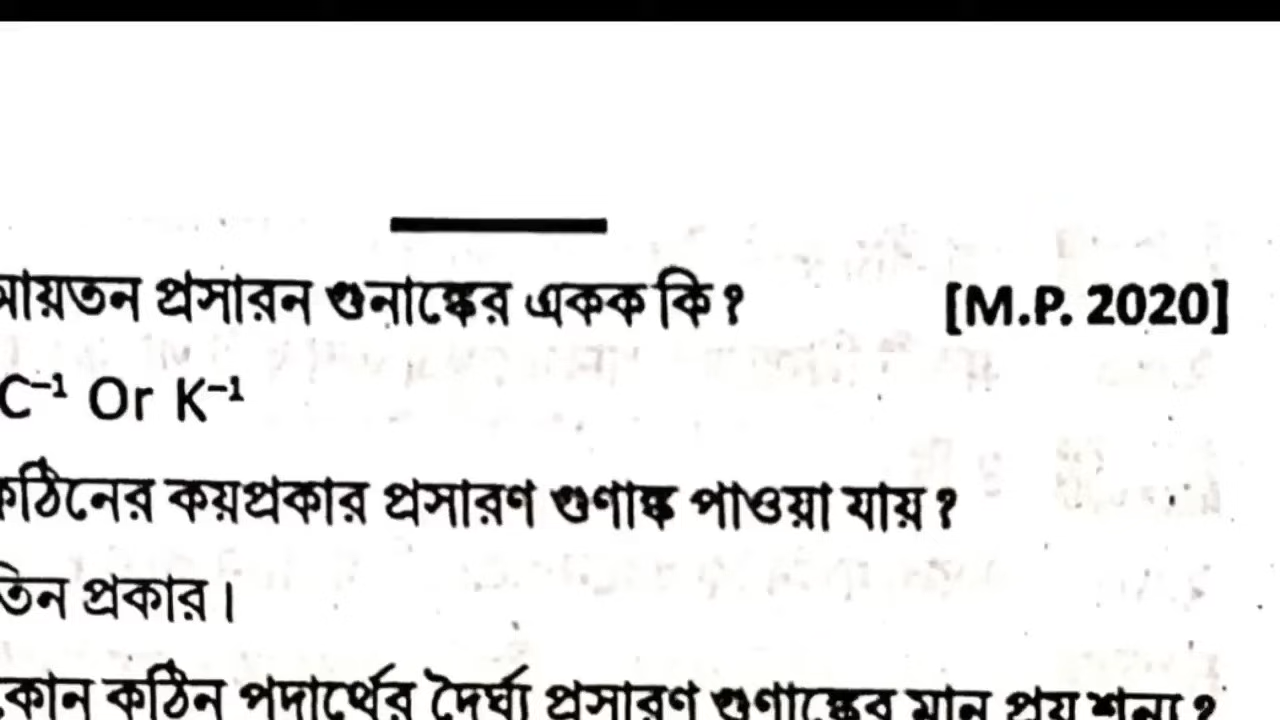 আয়তন প্রসারন গুনাঙ্কের একক কি? [M.P. 2020]
C⁻¹ Or K⁻¹
কঠিনের কয়প্রকার প্রসারণ গুণাঙ্ক পাওয়া যায়?
তিন প্রকার।
কোন কঠিন পদার্থের দৈর্ঘ্য প্রসারণ গুণাঙ্কের মান প্রায় শূন্য?